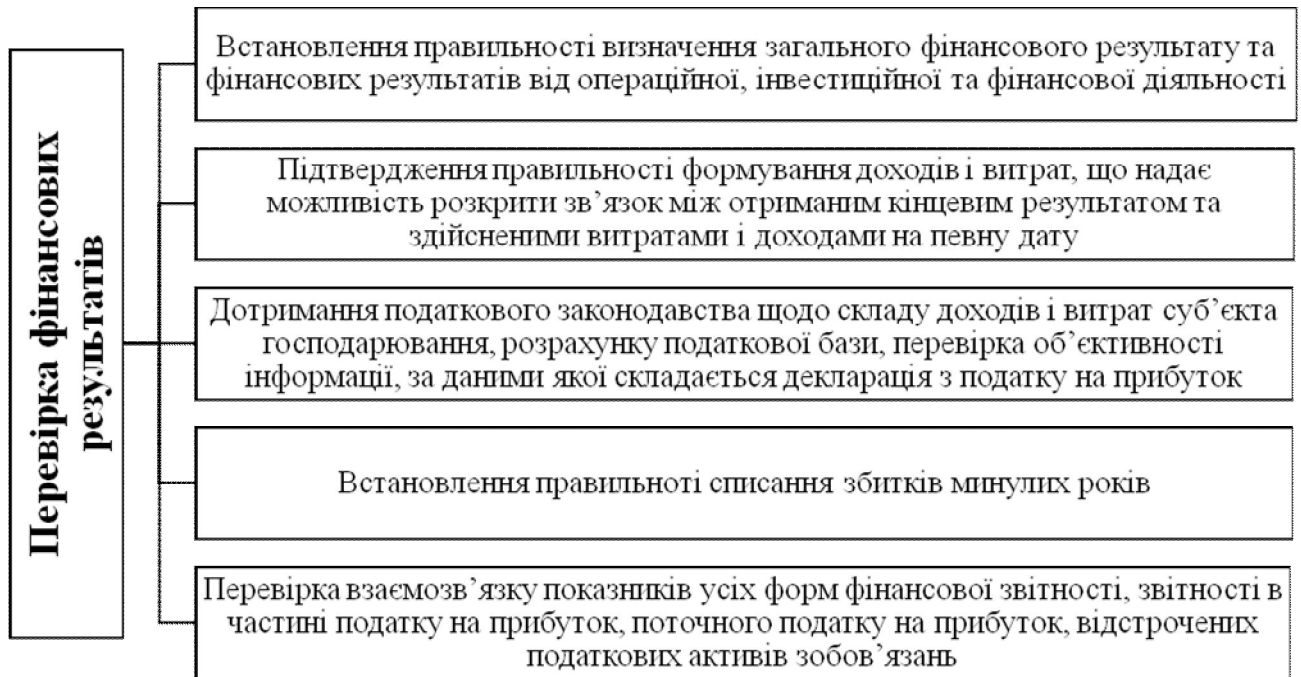 Перевірка фінансових
результатів
Встановлення правильності визначення загального фінансового результату та
фінансових результатів від операційної, інвестиційної та фінансової діяльності
Підтвердження правильності формування доходів і витрат, що надає
можливість розкрити зв’язок між отриманим кінцевим результатом та
здійсненими витратами і доходами на певну дату
Дотримання податкового законодавства щодо складу доходів і витрат суб’єкта
господарювання, розрахунку податкової бази, перевірка об’єктивності
інформації, за даними якої складається декларація з податку на прибуток
Встановлення правильноті списання збитків минулих років
Перевірка взаємозв’язку показників усіх форм фінансової звітності, звітності в
частині податку на прибуток, поточного податку на прибуток, відстрочених
податкових активів зобов’язань